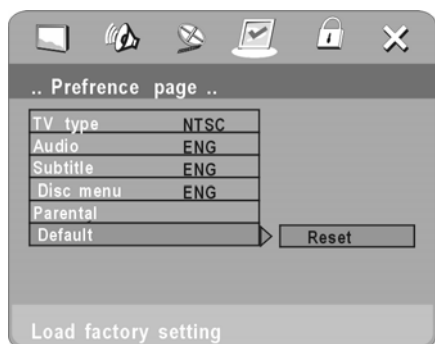 .. Prefrence page ..
TV type NTSC
Audio ENG
Subtitle ENG
Disc menu ENG
Parental
Default Reset
Load factory setting